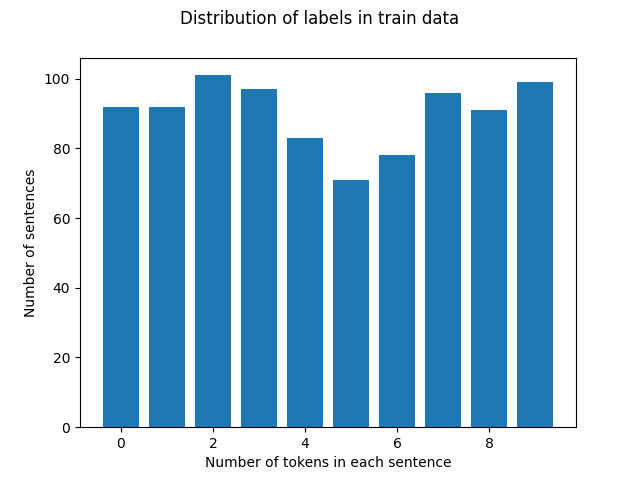 Distribution of labels in train data
100
80
60
40
20
0
Number of sentences
0 2 4 6 8
Number of tokens in each sentence